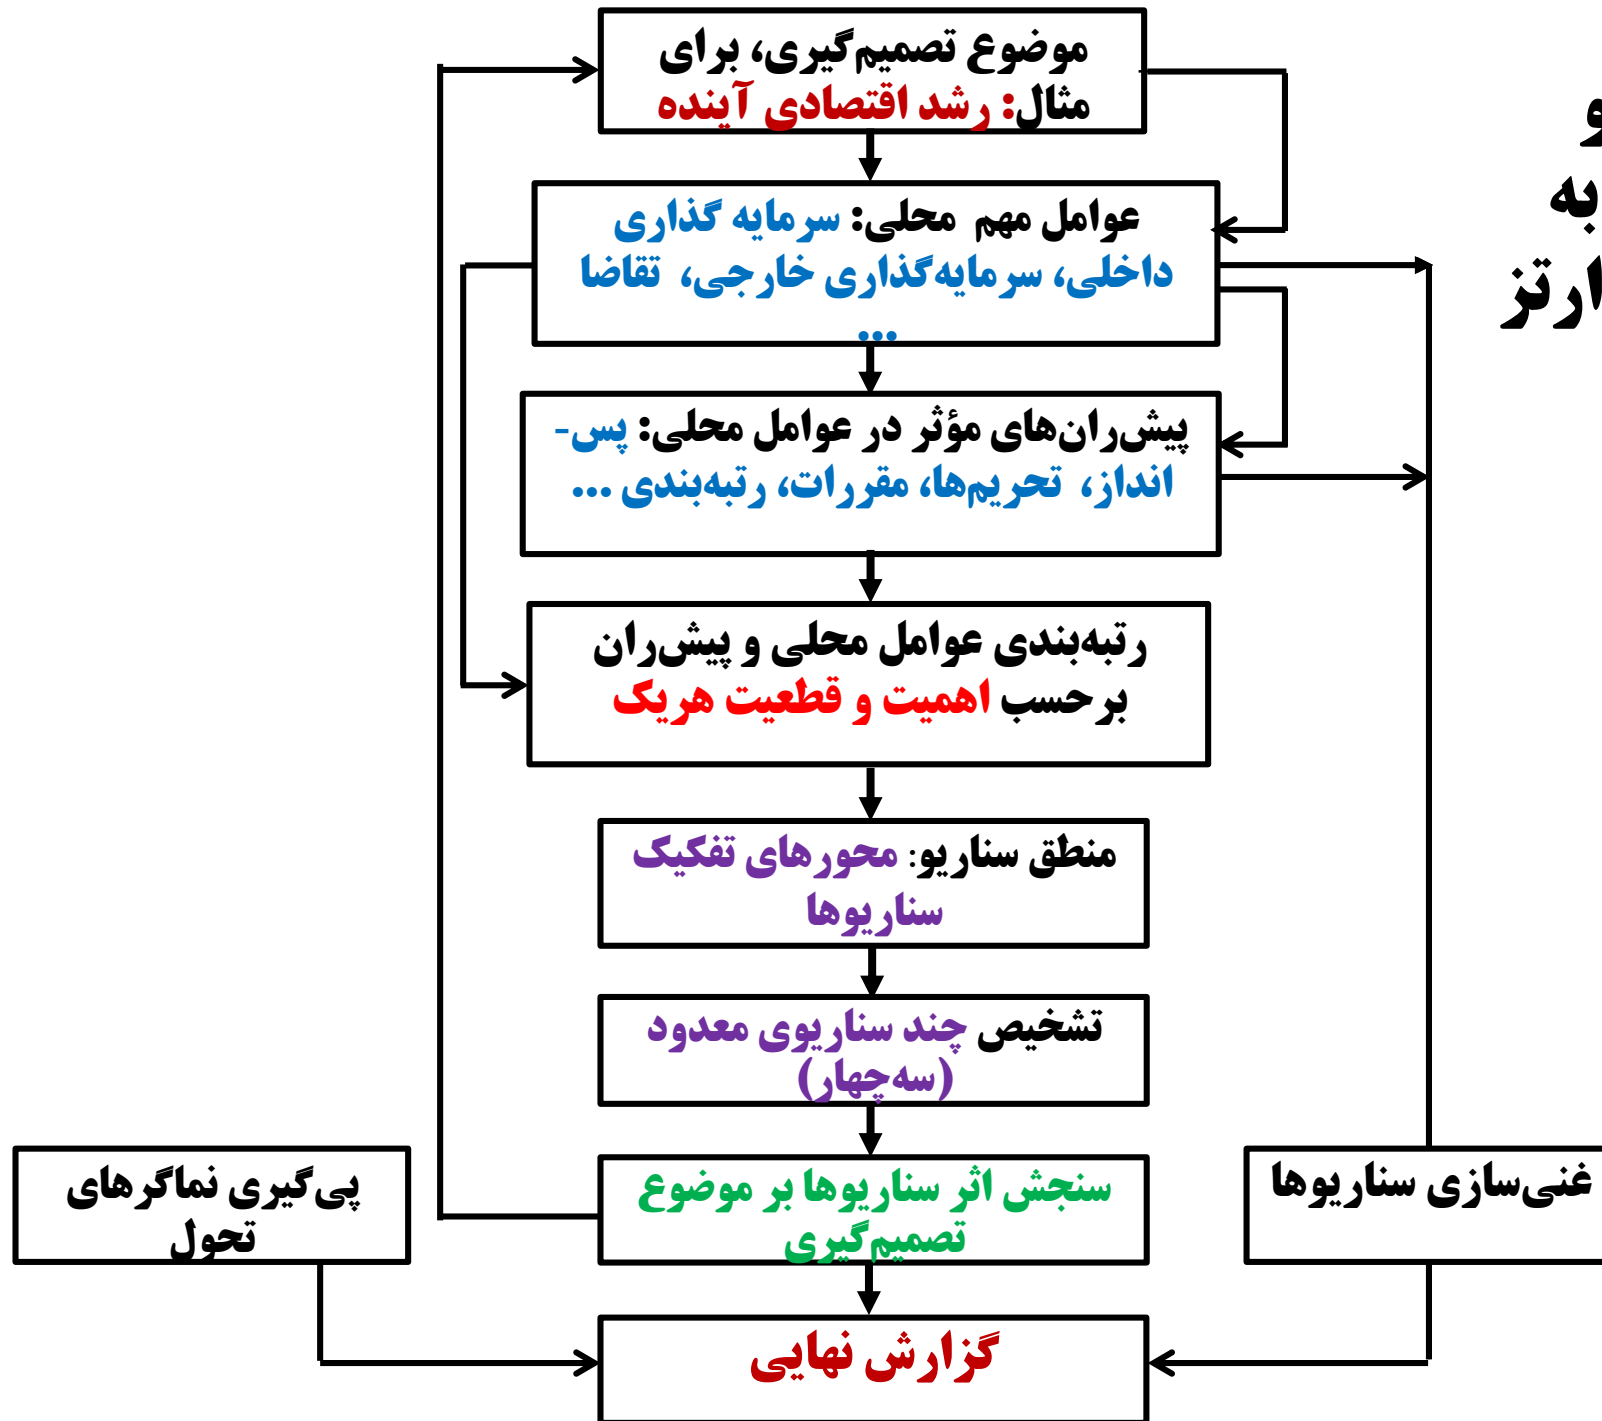 موضوع تصمیم‌گیری، برای
مثال: رشد اقتصادی آینده
و
به
ارتز
عوامل مهم محلی: سرمایه گذاری
داخلی، سرمایه‌گذاری خارجی، تقاضا
...
پیش‌ران‌های مؤثر در عوامل محلی: پس-
انداز، تحریم‌ها، مقررات، رتبه‌بندی ...
رتبه‌بندی عوامل محلی و پیش‌ران
برحسب اهمیت و قطعیت هریک
منطق سناریو: محورهای تفکیک
سناریوها
تشخیص چند سناریوی معدود
(سه‌چهار)
غنی‌سازی سناریوها
سنجش اثر سناریوها بر موضوع
تصمیم‌گیری
پی‌گیری نماگرهای
تحول
گزارش نهایی